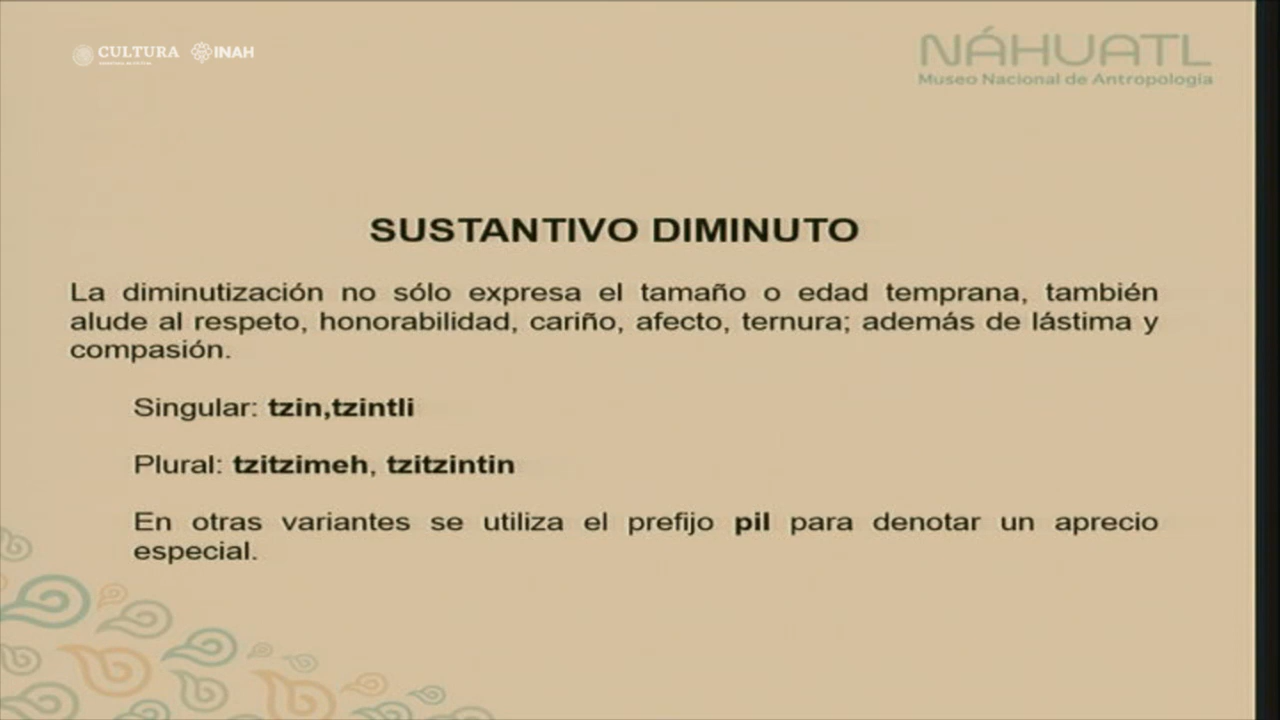 CULTURA INAH
NÁHUATL
Museo Nacional de Antropología
SUSTANTIVO DIMINUTO
La diminutización no sólo expresa el tamaño o edad temprana, también
alude al respeto, honorabilidad, cariño, afecto, ternura; además de lástima y
compasión.
Singular: tzin,tzintli
Plural: tzitzimeh, tzitzintin
En otras variantes se utiliza el prefijo pil para denotar un aprecio
especial.